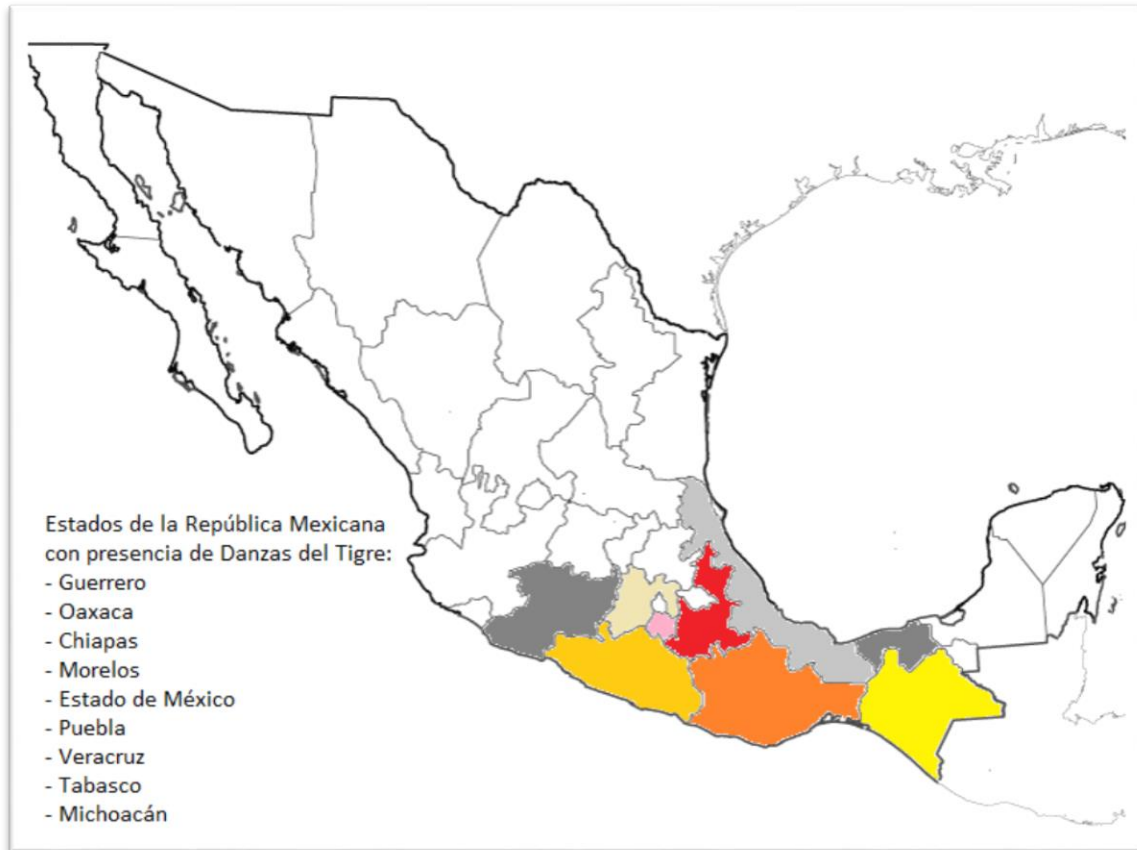 Estados de la República Mexicana
con presencia de Danzas del Tigre:
- Guerrero
- Oaxaca
- Chiapas
- Morelos
- Estado de México
- Puebla
- Veracruz
- Tabasco
- Michoacán